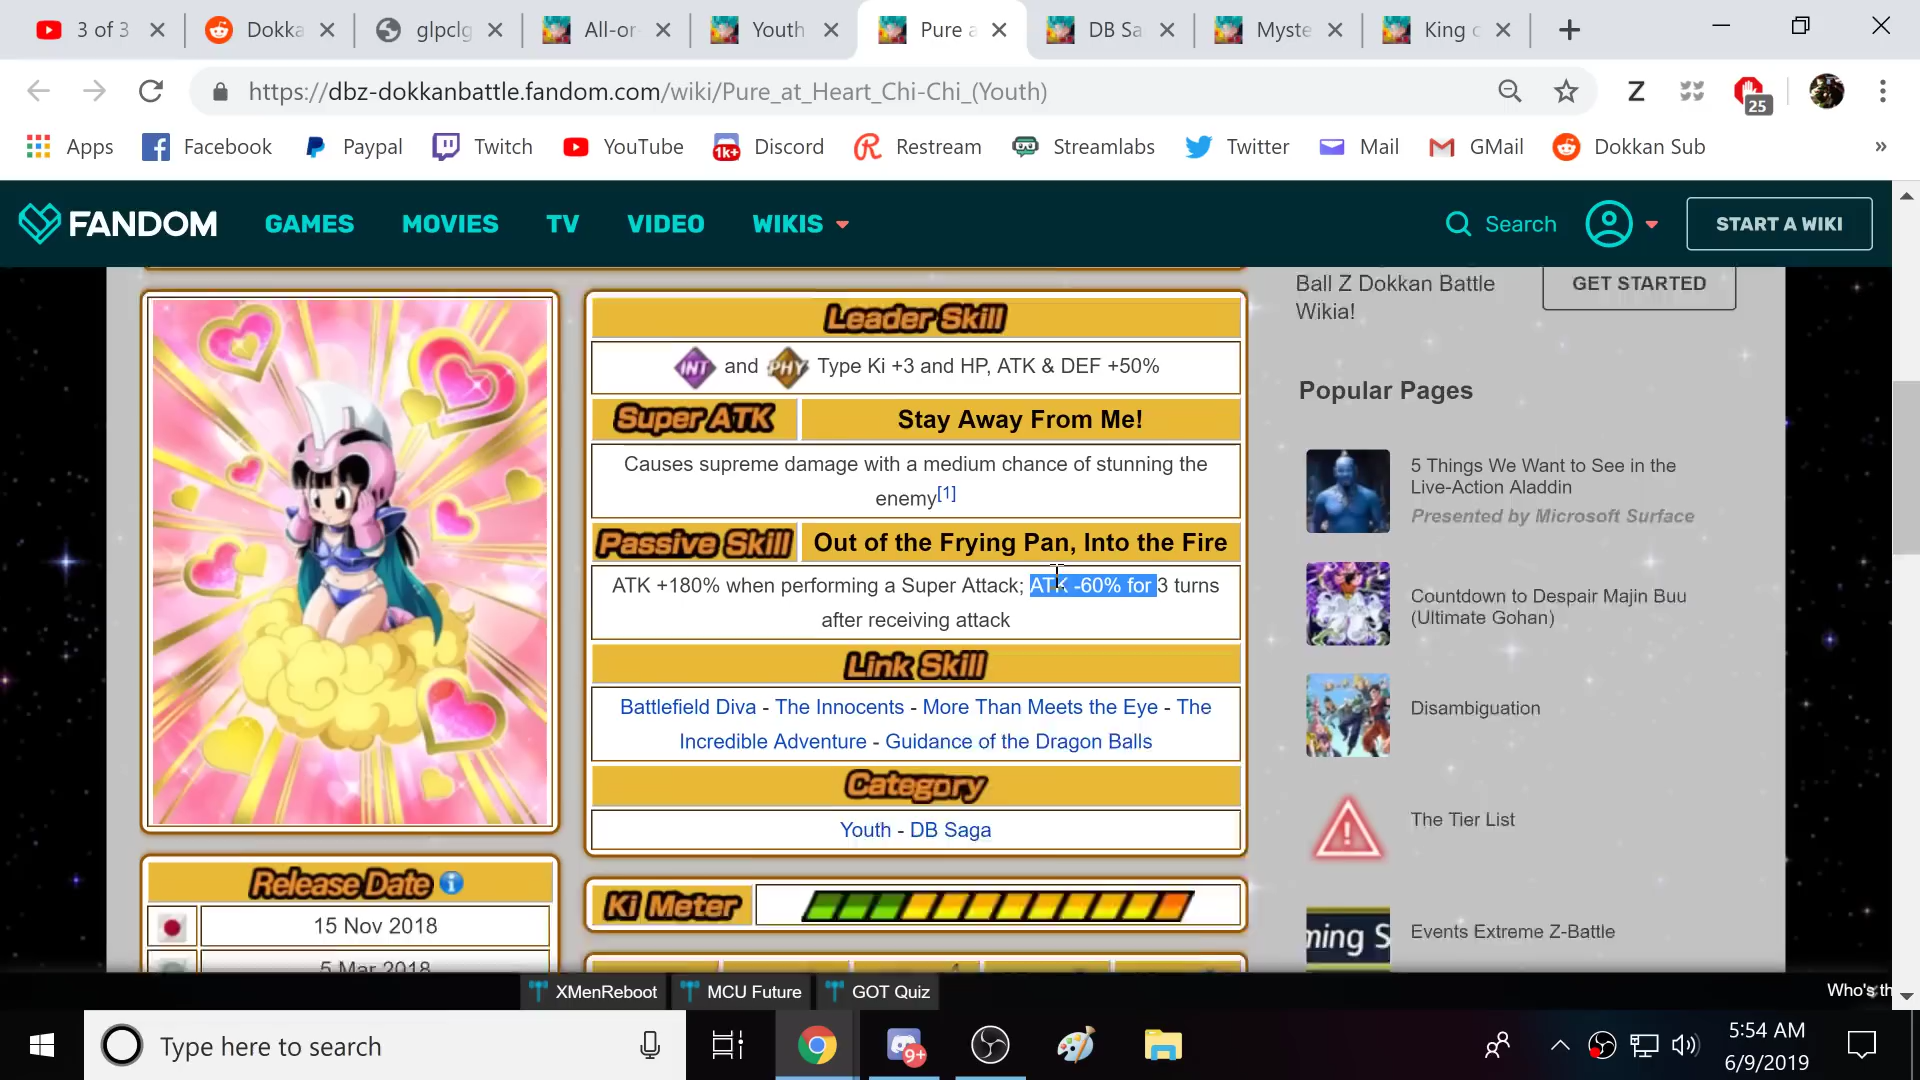 3 of 3
Dokka
glpclg
All-or-
Youth
Pure a
DB Sa
Myste
King o
https://dbz-dokkanbattle.fandom.com/wiki/Pure_at_Heart_Chi-Chi_(Youth)
Z
25
Apps
Facebook
Paypal
Twitch
YouTube
1K+
Discord
Restream
Streamlabs
Twitter
Mail
GMail
Dokkan Sub
»
FANDOM
GAMES
MOVIES
TV
VIDEO
WIKIS
Search
START A WIKI
Ball Z Dokkan Battle
Wikia!
GET STARTED
Leader Skill
INT and PHY Type Ki +3 and HP, ATK & DEF +50%
Super ATK
Stay Away From Me!
Causes supreme damage with a medium chance of stunning the
enemy[1]
Passive Skill
Out of the Frying Pan, Into the Fire
ATK +180% when performing a Super Attack; ATK -60% for 3 turns
after receiving attack
Link Skill
Battlefield Diva - The Innocents - More Than Meets the Eye - The
Incredible Adventure - Guidance of the Dragon Balls
Category
Youth - DB Saga
Ki Meter
Release Date
15 Nov 2018
5 Mar 2018
Popular Pages
5 Things We Want to See in the
Live-Action Aladdin
Presented by Microsoft Surface
Countdown to Despair Majin Buu
(Ultimate Gohan)
Disambiguation
The Tier List
ming S
Events Extreme Z-Battle
XMenReboot
MCU Future
GOT Quiz
Who's th
Type here to search
9+
5:54 AM
6/9/2019